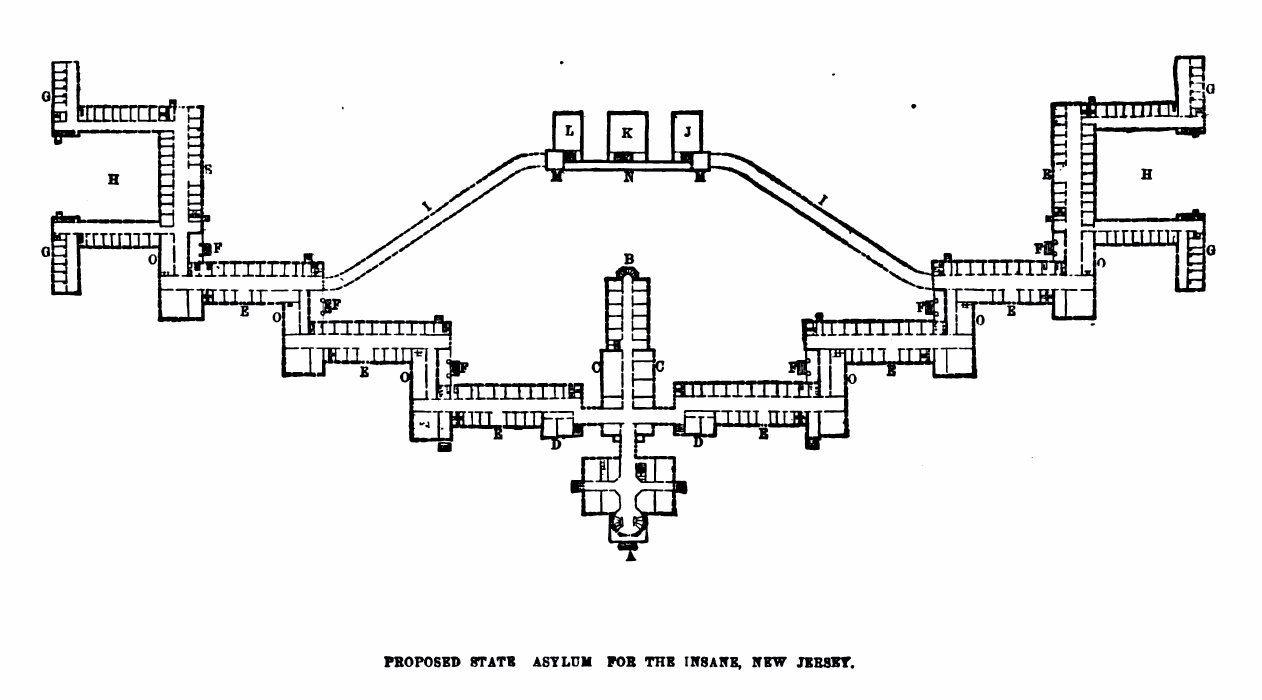 G G
L K J
H S M N M R H
I I
G F F G
O B O
E F F E
O O
C C
E F F E
O O
E D D E
A
PROPOSED STATE ASYLUM FOR THE INSANE, NEW JERSEY.